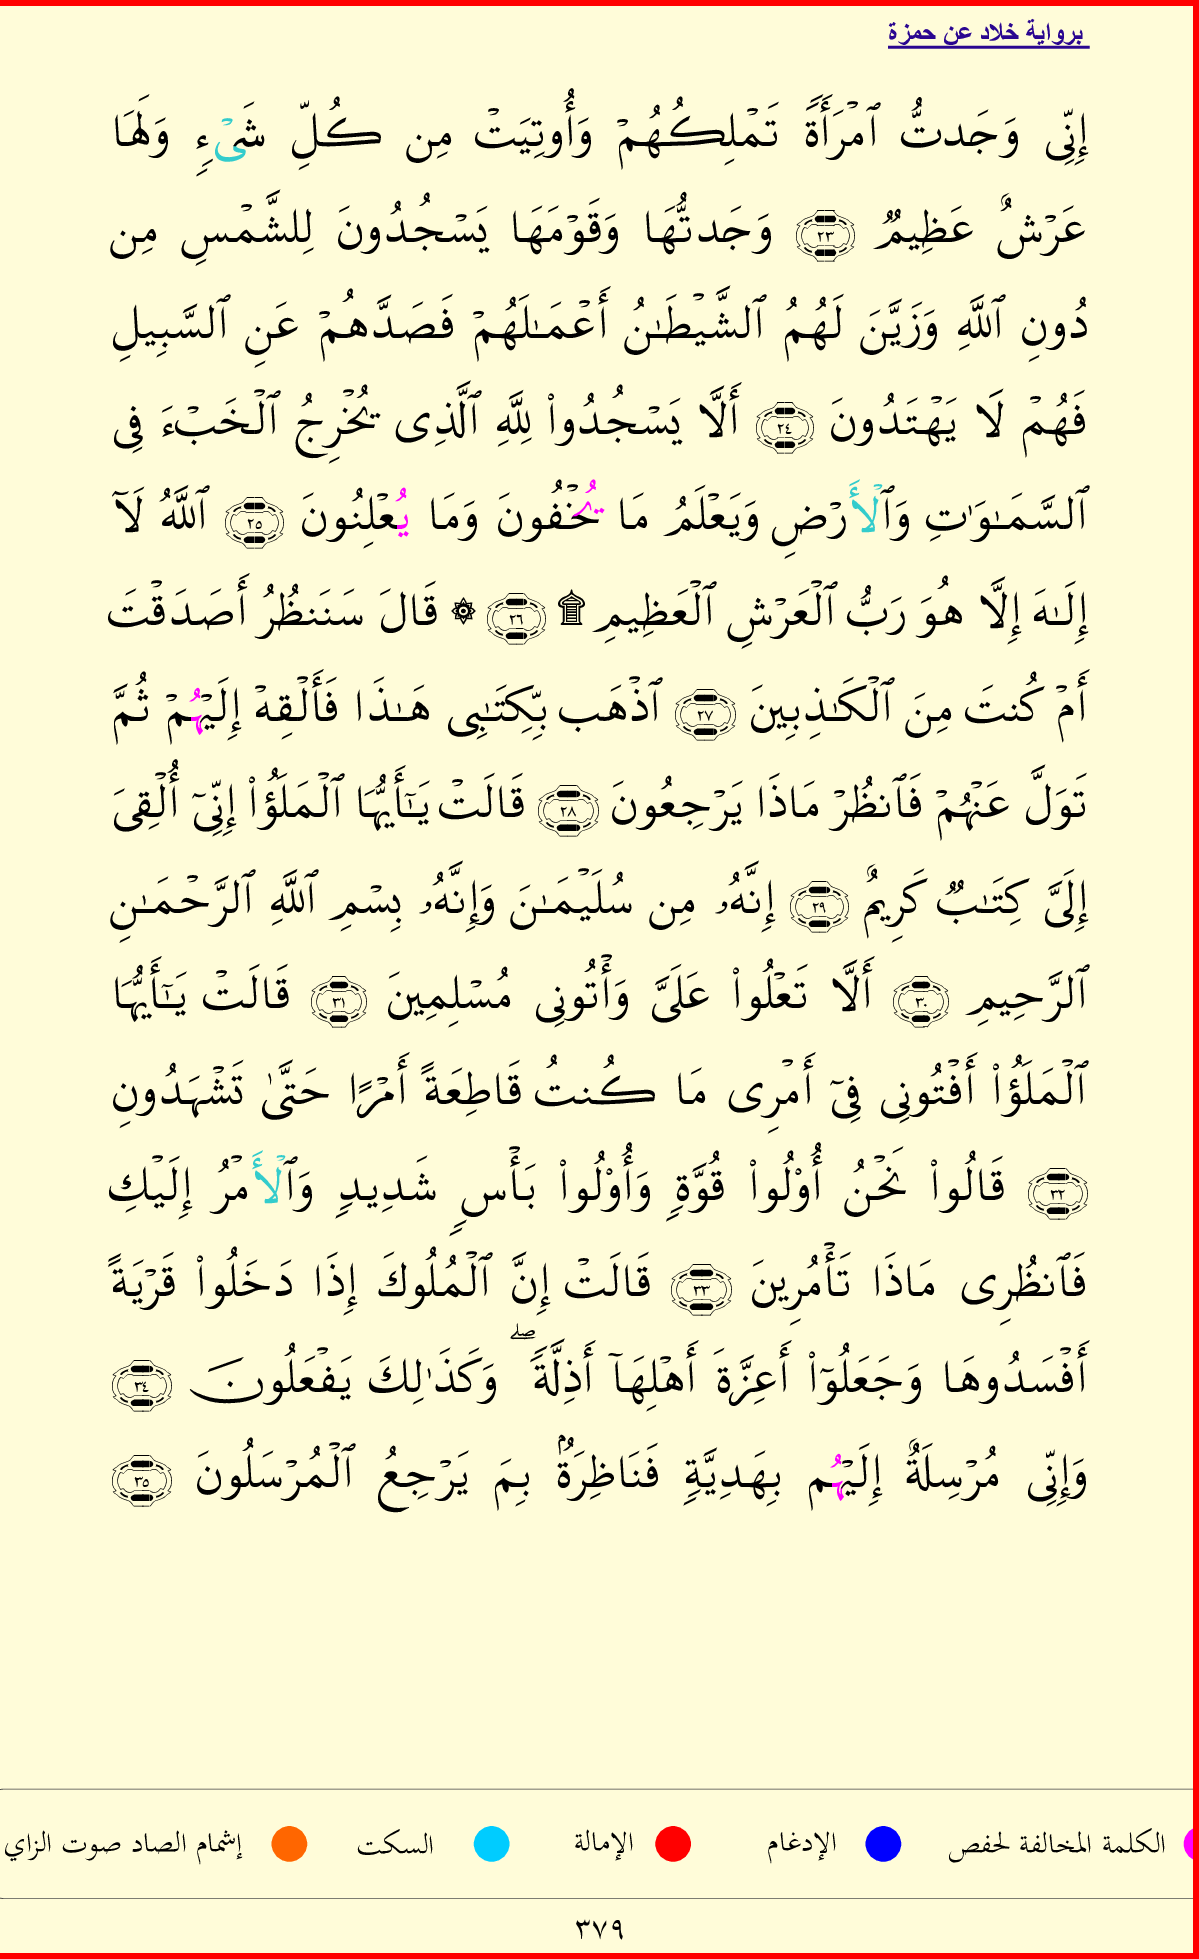 برواية خلاد عن حمزة
إِنِّى وَجَدتُّ ٱمْرَأَةً تَمْلِكُهُمْ وَأُوتِيَتْ مِن كُلِّ شَىْءٍ وَلَهَا
عَرْشٌ عَظِيمٌ ٢٣ وَجَدتُّهَا وَقَوْمَهَا يَسْجُدُونَ لِلشَّمْسِ مِن
دُونِ ٱللَّهِ وَزَيَّنَ لَهُمُ ٱلشَّيْطَـٰنُ أَعْمَـٰلَهُمْ فَصَدَّهُمْ عَنِ ٱلسَّبِيلِ
فَهُمْ لَا يَهْتَدُونَ ٢٤ أَلَّا يَسْجُدُوا۟ لِلَّهِ ٱلَّذِى يُخْرِجُ ٱلْخَبْءَ فِى
ٱلسَّمَـٰوَٰتِ وَٱلْأَرْضِ وَيَعْلَمُ مَا يُخْفُونَ وَمَا يُعْلِنُونَ ٢٥ ٱللَّهُ لَآ
إِلَـٰهَ إِلَّا هُوَ رَبُّ ٱلْعَرْشِ ٱلْعَظِيمِ ۩ ٢٦ ۞ قَالَ سَنَنظُرُ أَصَدَقْتَ
أَمْ كُنتَ مِنَ ٱلْكَـٰذِبِينَ ٢٧ ٱذْهَب بِّكِتَـٰبِى هَـٰذَا فَأَلْقِهْ إِلَيْهُمْ ثُمَّ
تَوَلَّ عَنْهُمْ فَٱنظُرْ مَاذَا يَرْجِعُونَ ٢٨ قَالَتْ يَـٰٓأَيُّهَا ٱلْمَلَؤُا۟ إِنِّىٓ أُلْقِىَ
إِلَىَّ كِتَـٰبٌ كَرِيمٌ ٢٩ إِنَّهُۥ مِن سُلَيْمَـٰنَ وَإِنَّهُۥ بِسْمِ ٱللَّهِ ٱلرَّحْمَـٰنِ
ٱلرَّحِيمِ ٣٠ أَلَّا تَعْلُوا۟ عَلَىَّ وَأْتُونِى مُسْلِمِينَ ٣١ قَالَتْ يَـٰٓأَيُّهَا
ٱلْمَلَؤُا۟ أَفْتُونِى فِىٓ أَمْرِى مَا كُنتُ قَاطِعَةً أَمْرًا حَتَّىٰ تَشْهَدُونِ
٣٢ قَالُوا۟ نَحْنُ أُو۟لُوا۟ قُوَّةٍ وَأُو۟لُوا۟ بَأْسٍ شَدِيدٍ وَٱلْأَمْرُ إِلَيْكِ
فَٱنظُرِى مَاذَا تَأْمُرِينَ ٣٣ قَالَتْ إِنَّ ٱلْمُلُوكَ إِذَا دَخَلُوا۟ قَرْيَةً
أَفْسَدُوهَا وَجَعَلُوٓا۟ أَعِزَّةَ أَهْلِهَآ أَذِلَّةً ۖ وَكَذَٰلِكَ يَفْعَلُونَ ٣٤
وَإِنِّى مُرْسِلَةٌ إِلَيْهُم بِهَدِيَّةٍ فَنَاظِرَةٌۢ بِمَ يَرْجِعُ ٱلْمُرْسَلُونَ ٣٥
الكلمة المخالفة لحفص الإدغام الإمالة السكت إشمام الصاد صوت الزاي
٣٧٩